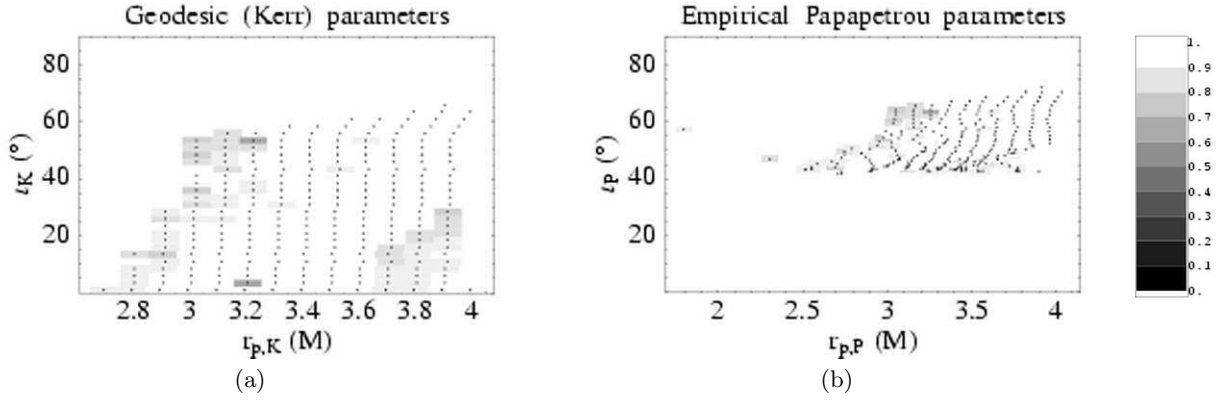 Geodesic (Kerr) parameters
80
60
40
20
ιK (°)
2.8 3 3.2 3.4 3.6 3.8 4
rp,K (M)
(a)
Empirical Papapetrou parameters
80
60
40
20
ιP (°)
2 2.5 3 3.5 4
rp,P (M)
(b)
1.
0.9
0.8
0.7
0.6
0.5
0.4
0.3
0.2
0.1
0.